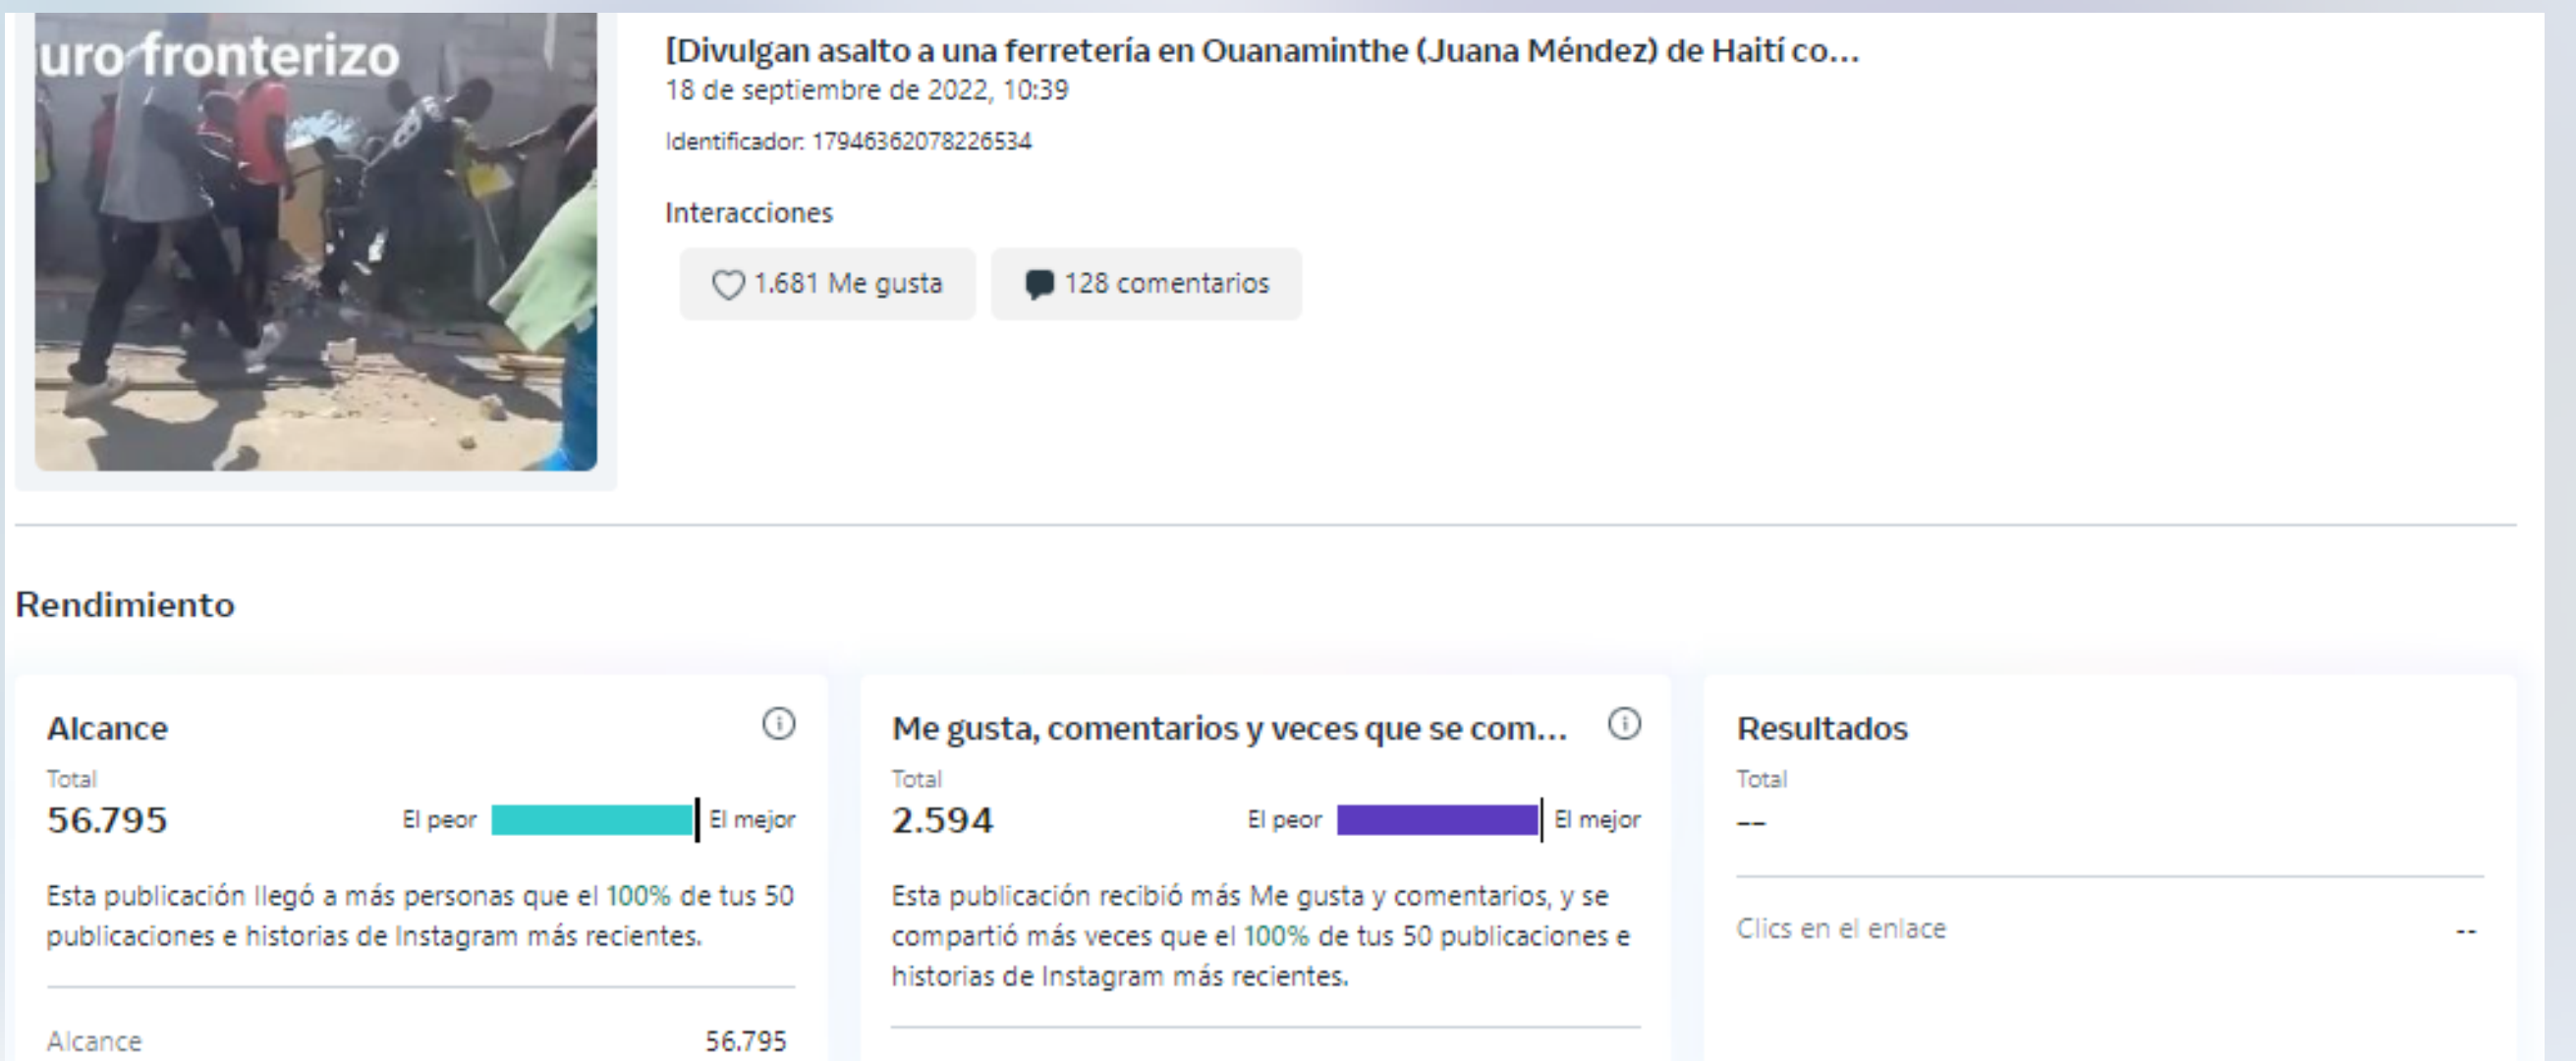 uro fronterizo
[Divulgan asalto a una ferretería en Ouanaminthe (Juana Méndez) de Haití co...
18 de septiembre de 2022, 10:39
Identificador: 17946362078226534
Interacciones
1.681 Me gusta
128 comentarios
Rendimiento
Alcance
Total
56.795
El peor
El mejor
Esta publicación llegó a más personas que el 100% de tus 50
publicaciones e historias de Instagram más recientes.
Alcance
56.795
Me gusta, comentarios y veces que se com...
Total
2.594
El peor
El mejor
Esta publicación recibió más Me gusta y comentarios, y se
compartió más veces que el 100% de tus 50 publicaciones e
historias de Instagram más recientes.
Resultados
Total
--
Clics en el enlace
--